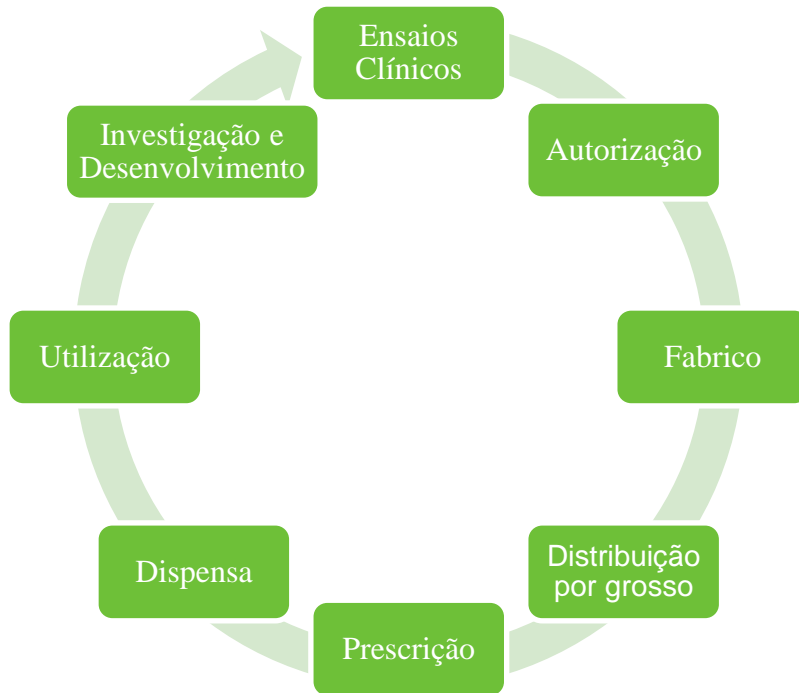 Ensaios
Clínicos
Autorização
Fabrico
Distribuição
por grosso
Prescrição
Dispensa
Utilização
Investigação e
Desenvolvimento